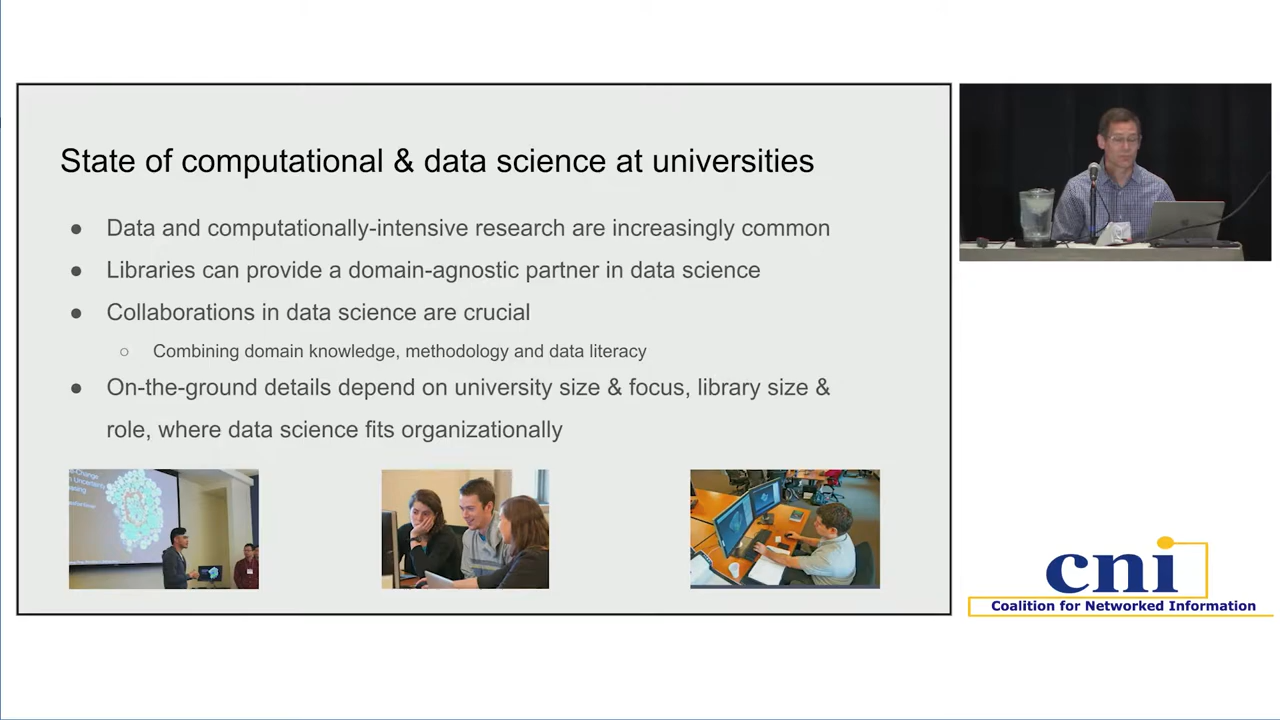 State of computational & data science at universities
● Data and computationally-intensive research are increasingly common
● Libraries can provide a domain-agnostic partner in data science
● Collaborations in data science are crucial
○ Combining domain knowledge, methodology and data literacy
● On-the-ground details depend on university size & focus, library size &
role, where data science fits organizationally
Change
Uncertainty
cni
Coalition for Networked Information